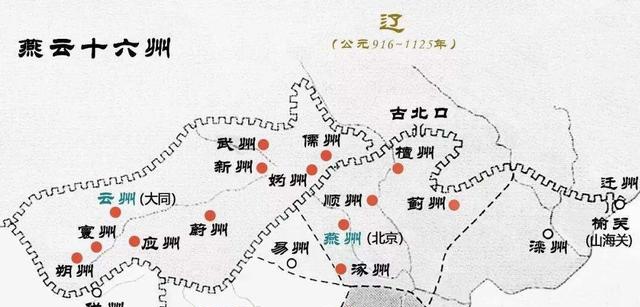 辽
燕云十六州
(公元916~1125年)
古北口
武州
儒州
新州
妫州
檀州
迁州
云州(大同)
顺州
蓟州
榆关
(山海关)
寰州
应州
蔚州
易州
燕州(北京)
滦州
朔州
涿州